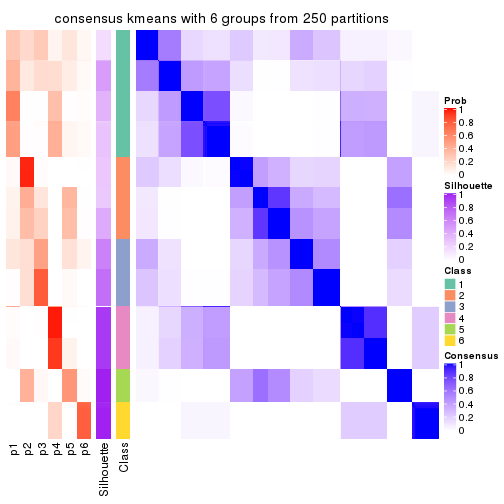 consensus kmeans with 6 groups from 250 partitions
Prob
1
0.8
0.6
0.4
0.2
0
Silhouette
1
0.8
0.6
0.4
0.2
0
Class
1
2
3
4
5
6
Consensus
1
0.8
0.6
0.4
0.2
0
p1
p2
p3
p4
p5
p6
Silhouette
Class